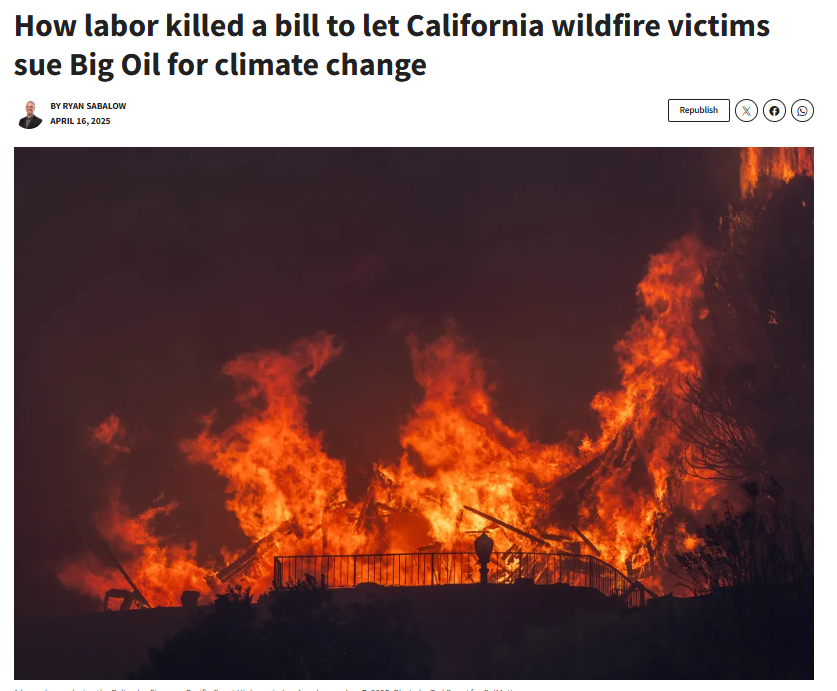 How labor killed a bill to let California wildfire victims
sue Big Oil for climate change
BY RYAN SABALOW
APRIL 16, 2025
Republish